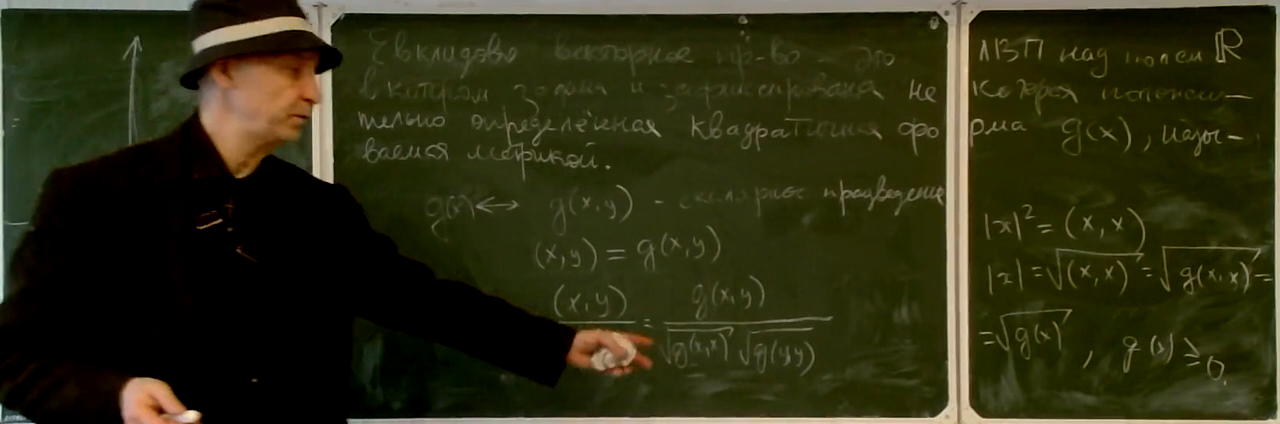 Евклидово векторное пр-во - это ЛВП над полем ℝ
в котором задана и зафиксирована не которая положи-
тельно определённая квадратичная фо рма g(x), назы-
ваемая метрикой.
g(x) ↔ g(x,y) - скалярное произведение
(x,y) = g(x,y)
(x,y) / = g(x,y) / √g(x,x) √g(y,y)
|x|² = (x,x)
|x| = √(x,x) = √g(x,x) =
= √g(x) , g(x) ≥ 0.